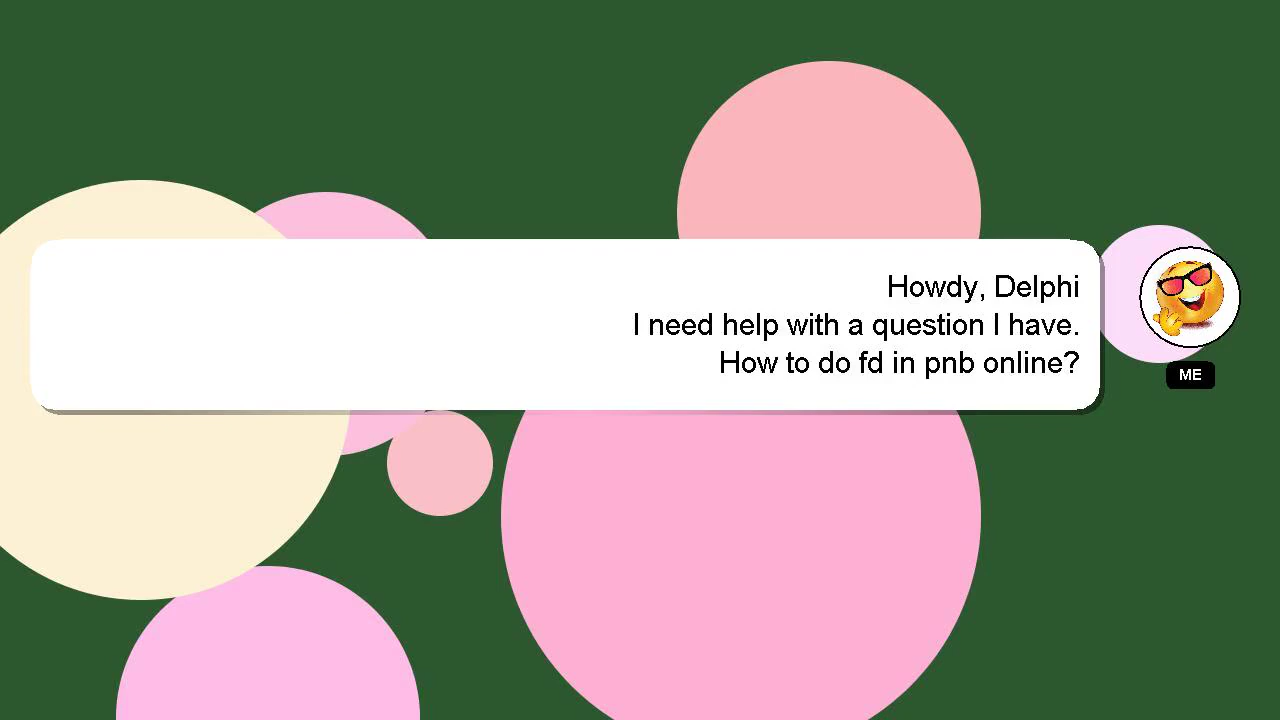 Howdy, Delphi
I need help with a question I have.
How to do fd in pnb online?
ME